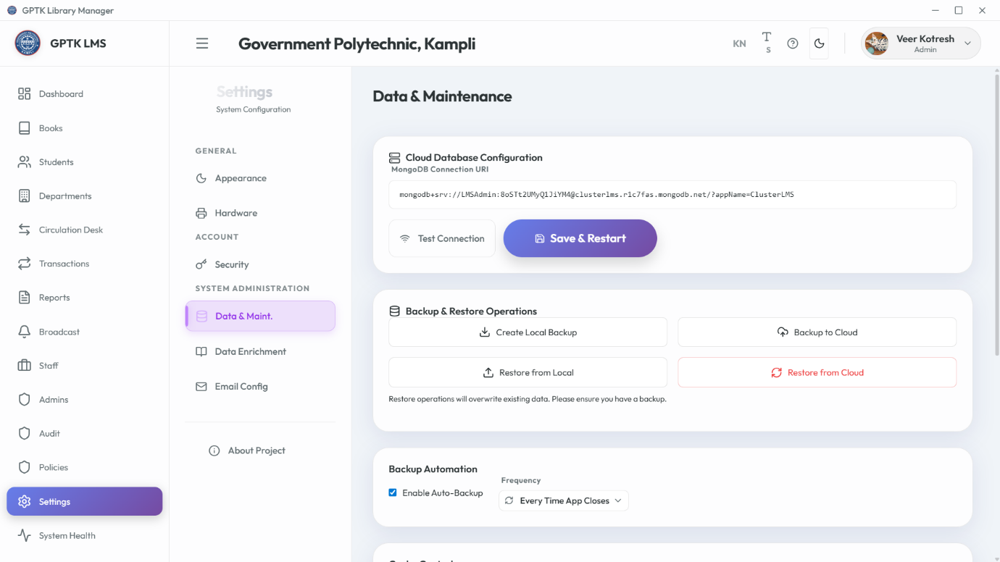 GPTK Library Manager
GPTK LMS
Government Polytechnic, Kampli
KN
T
S
Veer Kotresh
Admin
Dashboard
Books
Students
Departments
Circulation Desk
Transactions
Reports
Broadcast
Staff
Admins
Audit
Policies
Settings
System Health
Settings
System Configuration
GENERAL
Appearance
Hardware
ACCOUNT
Security
SYSTEM ADMINISTRATION
Data & Maint.
Data Enrichment
Email Config
About Project
Data & Maintenance
Cloud Database Configuration
MongoDB Connection URI
mongodb+srv://LMSAdmin:8oSTt2UMyQ1JiYM4@clusterlms.r1c7fas.mongodb.net/?appName=ClusterLMS
Test Connection
Save & Restart
Backup & Restore Operations
Create Local Backup
Backup to Cloud
Restore from Local
Restore from Cloud
Restore operations will overwrite existing data. Please ensure you have a backup.
Backup Automation
Frequency
Enable Auto-Backup
Every Time App Closes